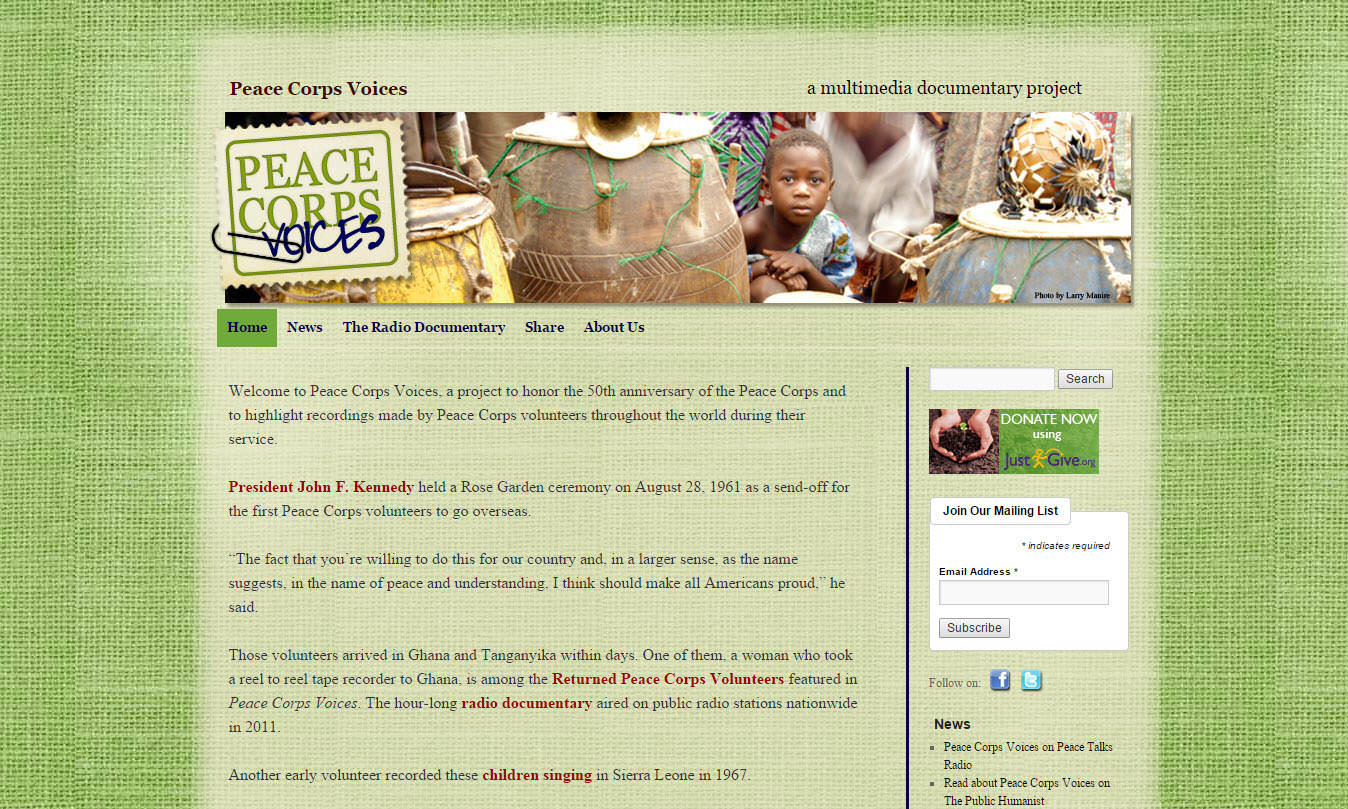 Peace Corps Voices
a multimedia documentary project
PEACE
CORPS
VOICES
Photo by Larry Manire
Home News The Radio Documentary Share About Us
Welcome to Peace Corps Voices, a project to honor the 50th anniversary of the Peace Corps and
to highlight recordings made by Peace Corps volunteers throughout the world during their
service.
President John F. Kennedy held a Rose Garden ceremony on August 28, 1961 as a send-off for
the first Peace Corps volunteers to go overseas.
“The fact that you’re willing to do this for our country and, in a larger sense, as the name
suggests, in the name of peace and understanding, I think should make all Americans proud,” he
said.
Those volunteers arrived in Ghana and Tanganyika within days. One of them, a woman who took
a reel to reel tape recorder to Ghana, is among the Returned Peace Corps Volunteers featured in
Peace Corps Voices. The hour-long radio documentary aired on public radio stations nationwide
in 2011.
Another early volunteer recorded these children singing in Sierra Leone in 1967.
Search
DONATE NOW
using
JustGive.org
Join Our Mailing List
* indicates required
Email Address *
Subscribe
Follow on:
News
Peace Corps Voices on Peace Talks
Radio
Read about Peace Corps Voices on
The Public Humanist